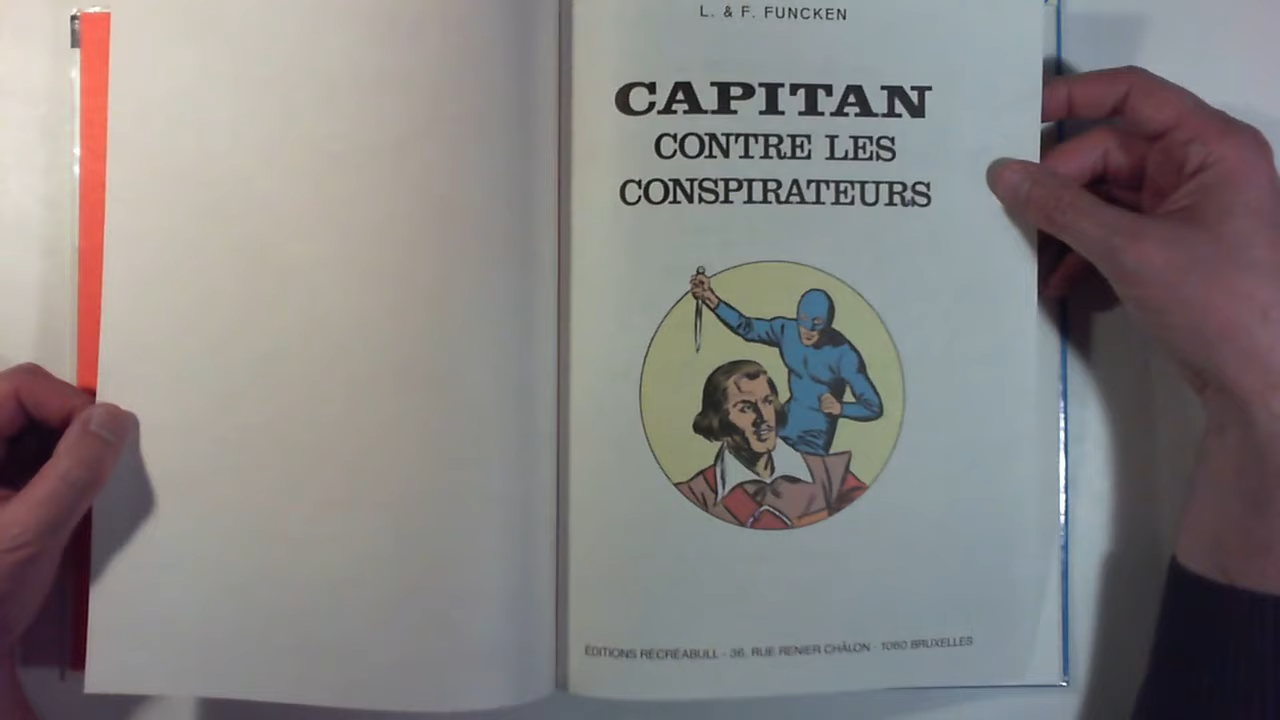 L. & F. FUNCKEN
CAPITAN
CONTRE LES
CONSPIRATEURS
ÉDITIONS RÉCRÉABULL - 36, RUE RENIER CHÂLON - 1060 BRUXELLES